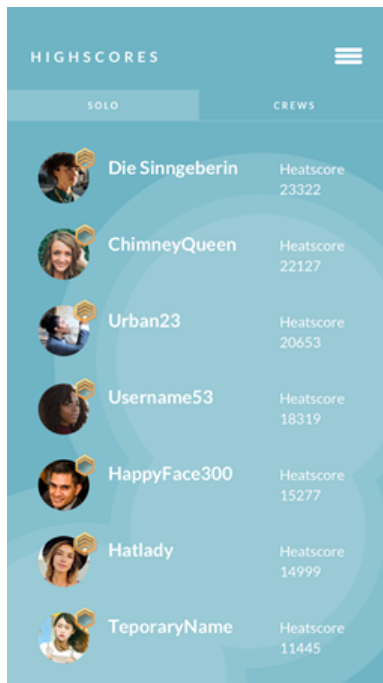 HIGHSCORES
SOLO CREWS
Die Sinngeberin Heatscore
23322
ChimneyQueen Heatscore
22127
Urban23 Heatscore
20653
Username53 Heatscore
18319
HappyFace300 Heatscore
15277
Hatlady Heatscore
14999
TeporaryName Heatscore
11445